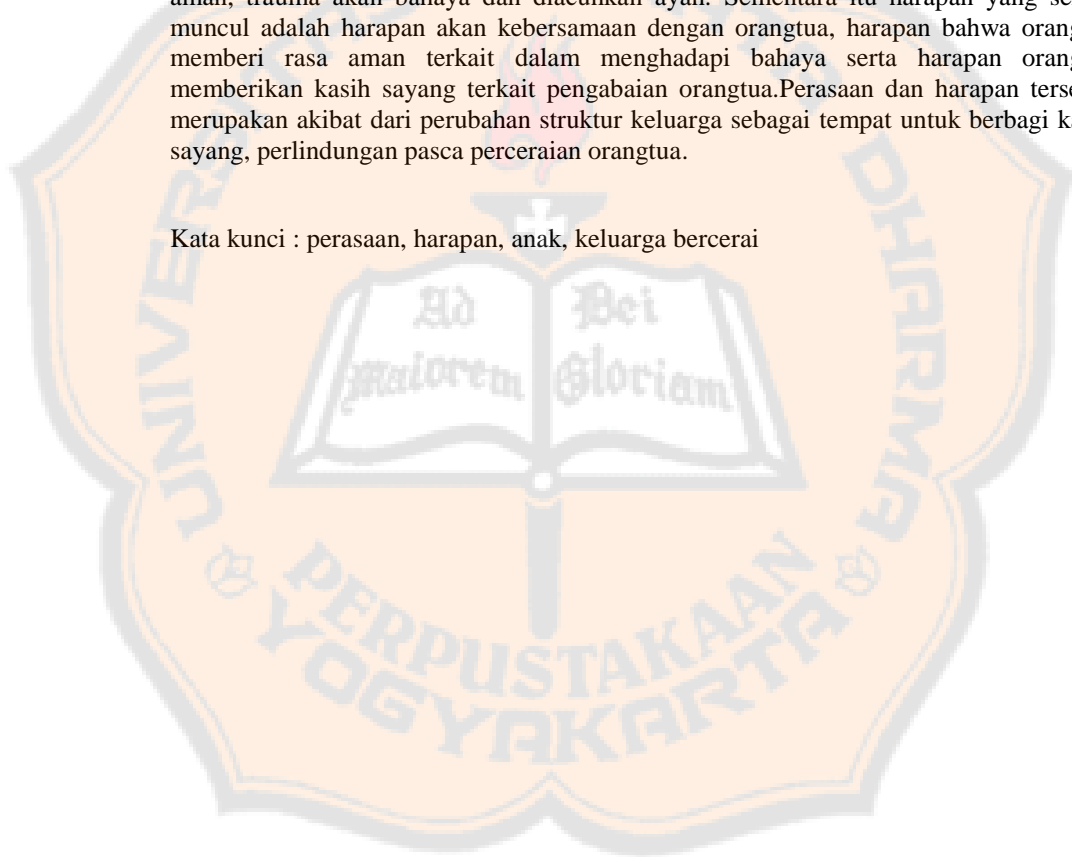 aman, trauma akan bahaya dan diacuhkan ayah. Sementara itu harapan yang
muncul adalah harapan akan kebersamaan dengan orangtua, harapan bahwa
memberi rasa aman terkait dalam menghadapi bahaya serta harapan
memberikan kasih sayang terkait pengabaian orangtua.Perasaan dan harapan
merupakan akibat dari perubahan struktur keluarga sebagai tempat untuk berbagi
sayang, perlindungan pasca perceraian orangtua.
Kata kunci : perasaan, harapan, anak, keluarga bercerai
Ad Dei
Maiorem Gloriam
DHARMA
PERPUSTAKAAN
YOGYAKARTA